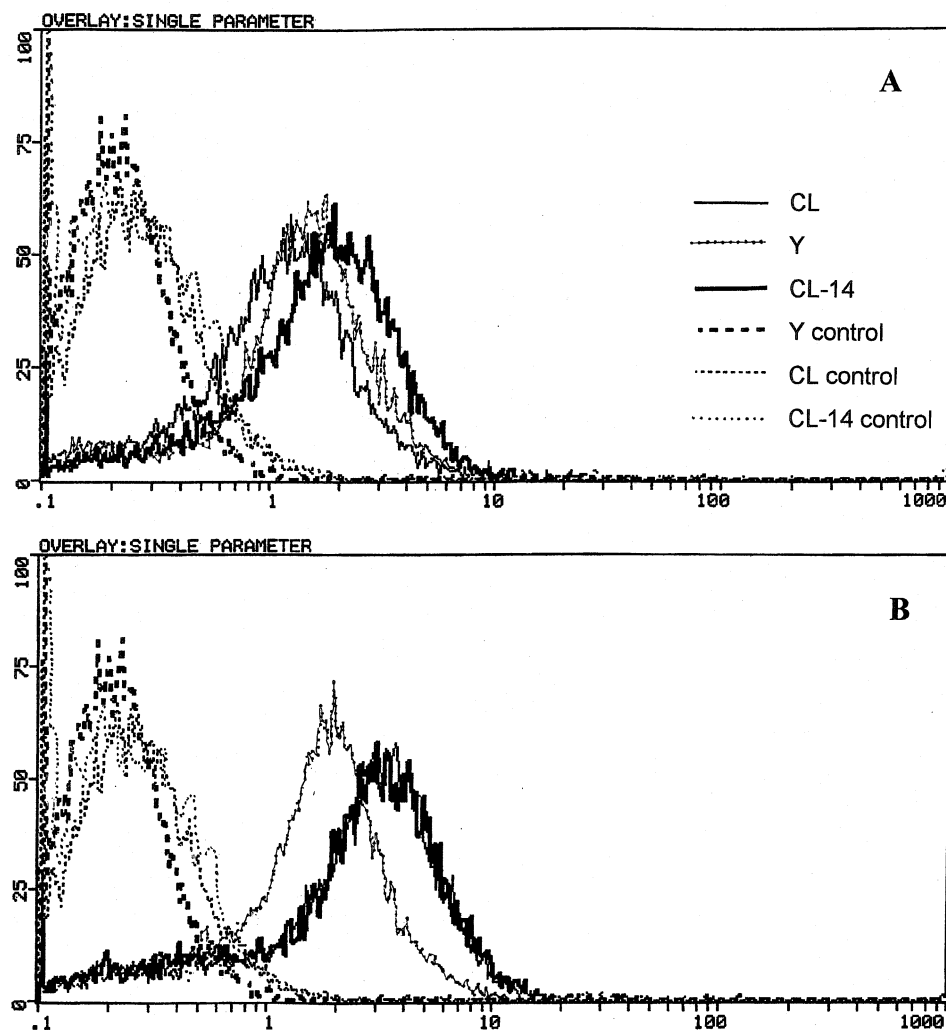 OVERLAY:SINGLE PARAMETER
100
75
50
25
0
A
CL
Y
CL-14
Y control
CL control
CL-14 control
.1 1 10 100 1000
OVERLAY:SINGLE PARAMETER
100
75
50
25
0
B
.1 1 10 100 1000